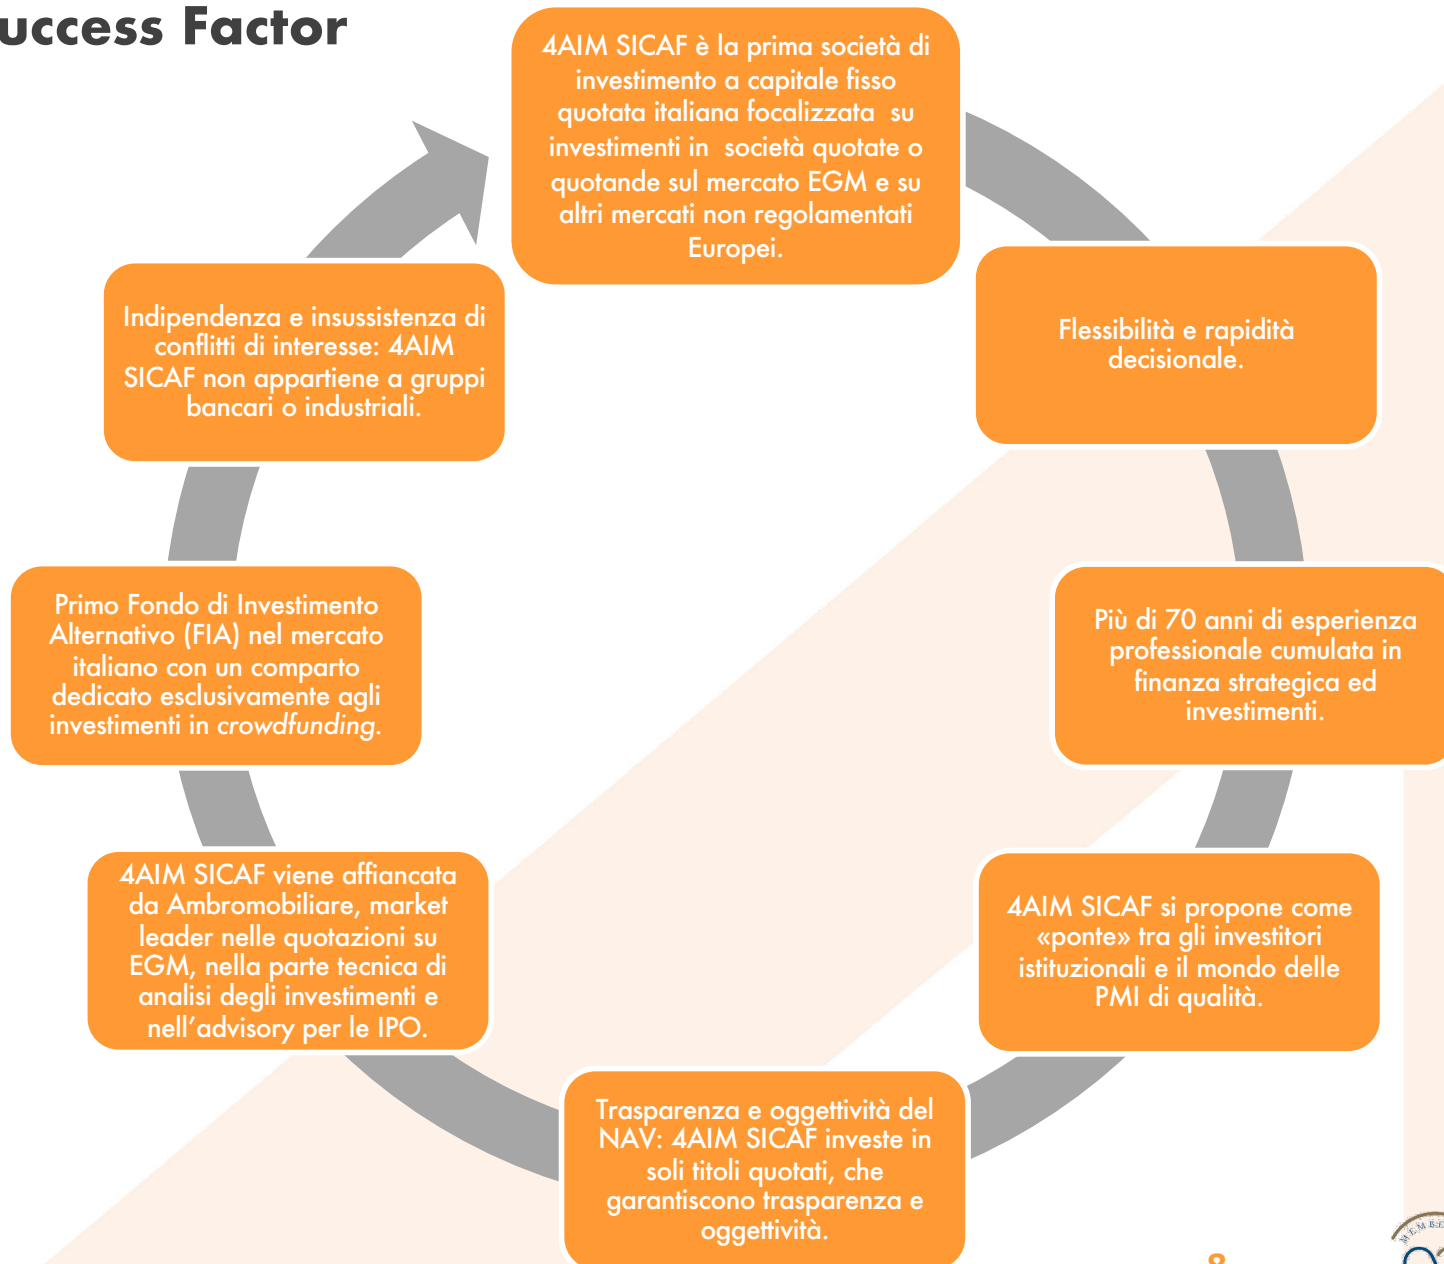 uccess Factor
4AIM SICAF è la prima società di
investimento a capitale fisso
quotata italiana focalizzata su
investimenti in società quotate o
quotande sul mercato EGM e su
altri mercati non regolamentati
Europei.
Flessibilità e rapidità
decisionale.
Più di 70 anni di esperienza
professionale cumulata in
finanza strategica ed
investimenti.
4AIM SICAF si propone come
«ponte» tra gli investitori
istituzionali e il mondo delle
PMI di qualità.
Trasparenza e oggettività del
NAV: 4AIM SICAF investe in
soli titoli quotati, che
garantiscono trasparenza e
oggettività.
4AIM SICAF viene affiancata
da Ambromobiliare, market
leader nelle quotazioni su
EGM, nella parte tecnica di
analisi degli investimenti e
nell’advisory per le IPO.
Primo Fondo di Investimento
Alternativo (FIA) nel mercato
italiano con un comparto
dedicato esclusivamente agli
investimenti in crowdfunding.
Indipendenza e insussistenza di
conflitti di interesse: 4AIM
SICAF non appartiene a gruppi
bancari o industriali.